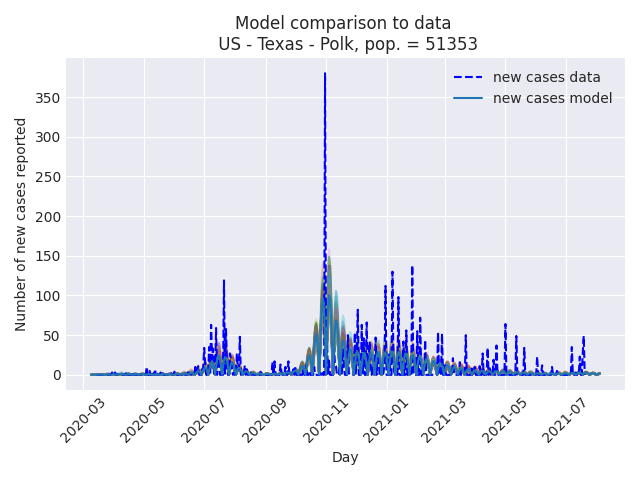 Model comparison to data
US - Texas - Polk, pop. = 51353
new cases data
new cases model
Number of new cases reported
350
300
250
200
150
100
50
0
2020-03
2020-05
2020-07
2020-09
2020-11
2021-01
2021-03
2021-05
2021-07
Day